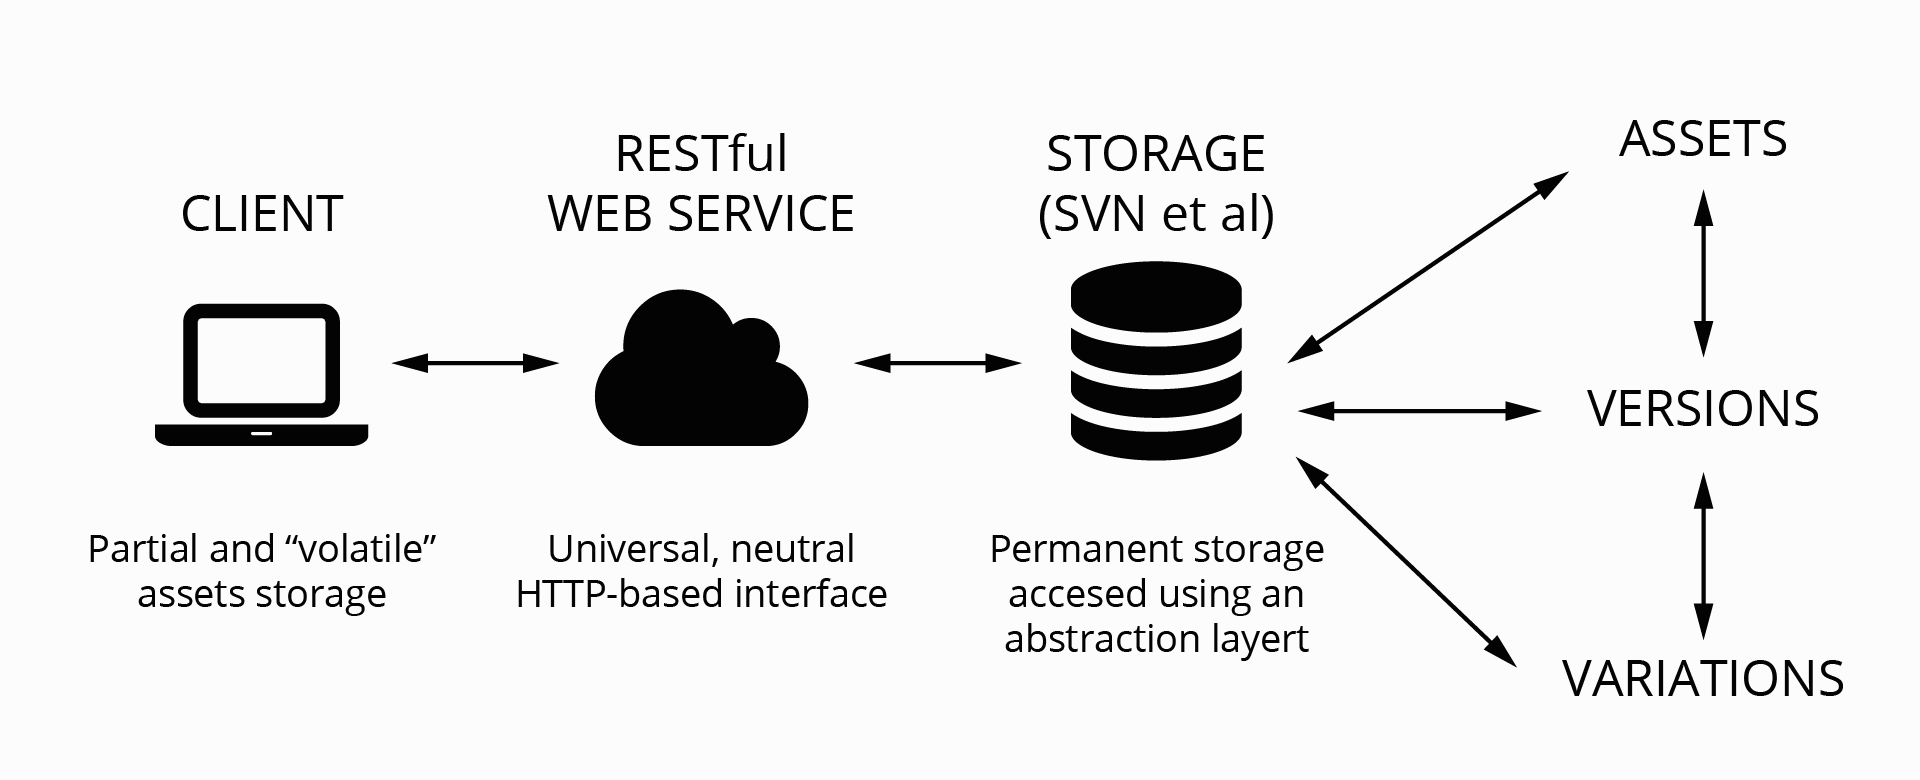 CLIENT
Partial and “volatile”
assets storage
RESTful
WEB SERVICE
Universal, neutral
HTTP-based interface
STORAGE
(SVN et al)
Permanent storage
accesed using an
abstraction layert
ASSETS
VERSIONS
VARIATIONS